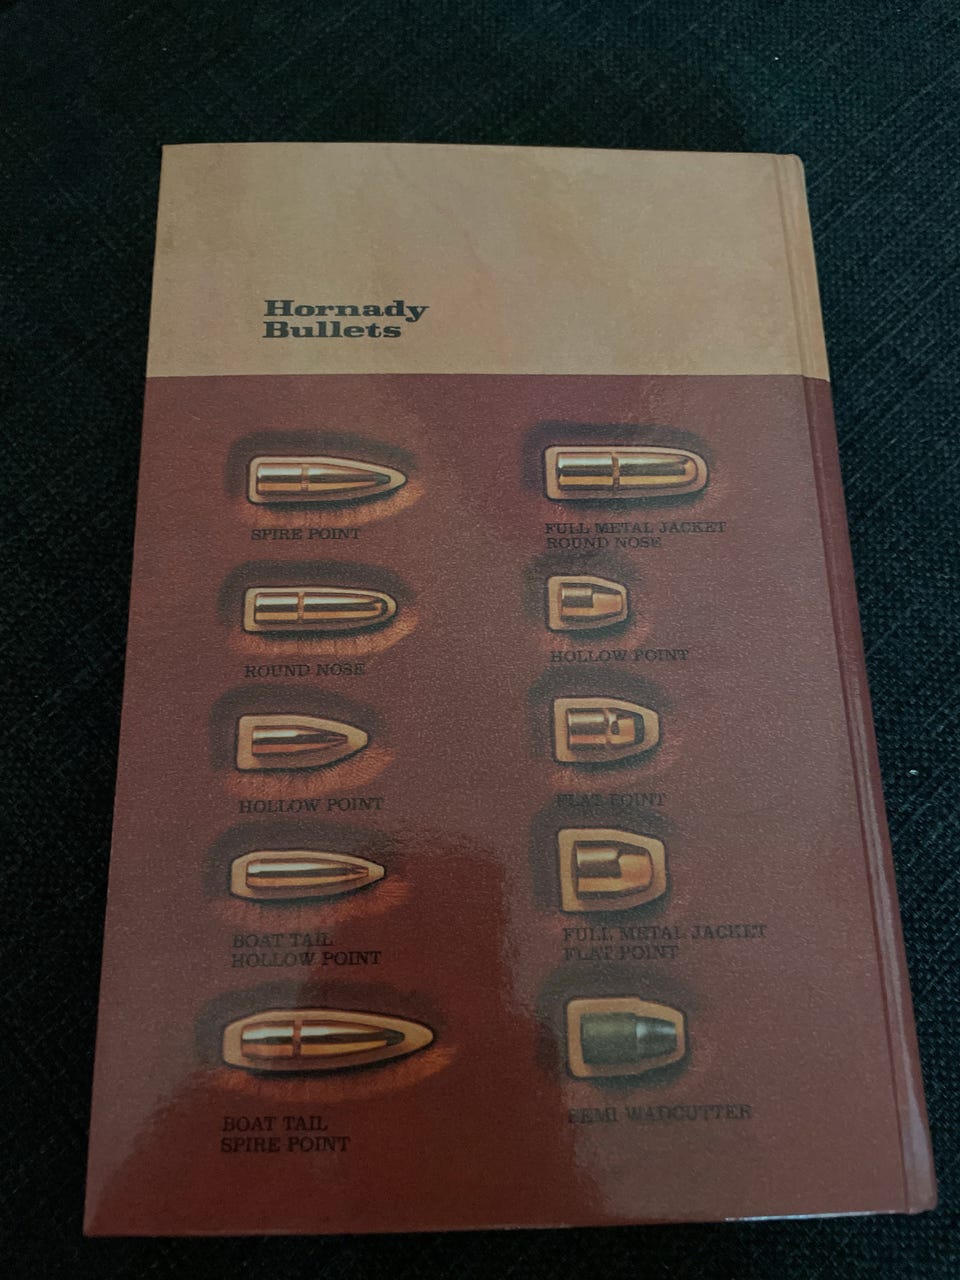 Hornady
Bullets
SPIRE POINT
ROUND NOSE
HOLLOW POINT
BOAT TAIL
HOLLOW POINT
BOAT TAIL
SPIRE POINT
FULL METAL JACKET
ROUND NOSE
HOLLOW POINT
FLAT POINT
FULL METAL JACKET
FLAT POINT
SEMI WADCUTTER